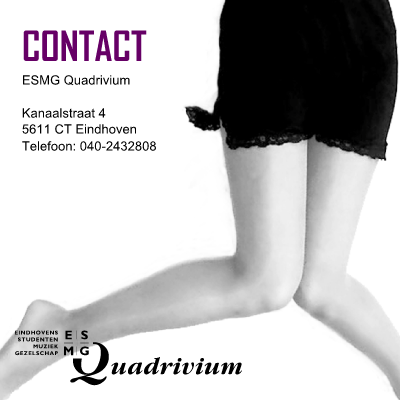 CONTACT
ESMG Quadrivium
Kanaalstraat 4
5611 CT Eindhoven
Telefoon: 040-2432808
EINDHOVENS
STUDENTEN
MUZIEK
GEZELSCHAP
E S
M G
Quadrivium